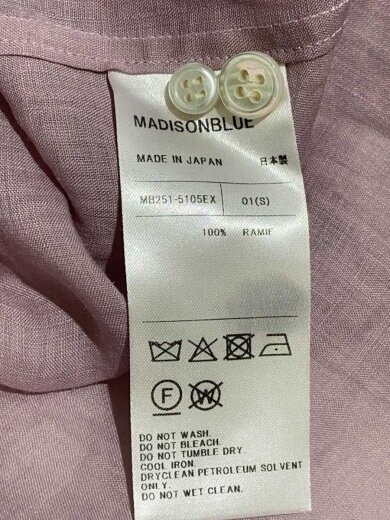 MADISONBLUE
MADE IN JAPAN 日本製
MB251-5105EX 01(S)
100% RAMIE
F W
DO NOT WASH.
DO NOT BLEACH.
DO NOT TUMBLE DRY.
COOL IRON.
DRYCLEAN PETROLEUM SOLVENT
ONLY.
DO NOT WET CLEAN.